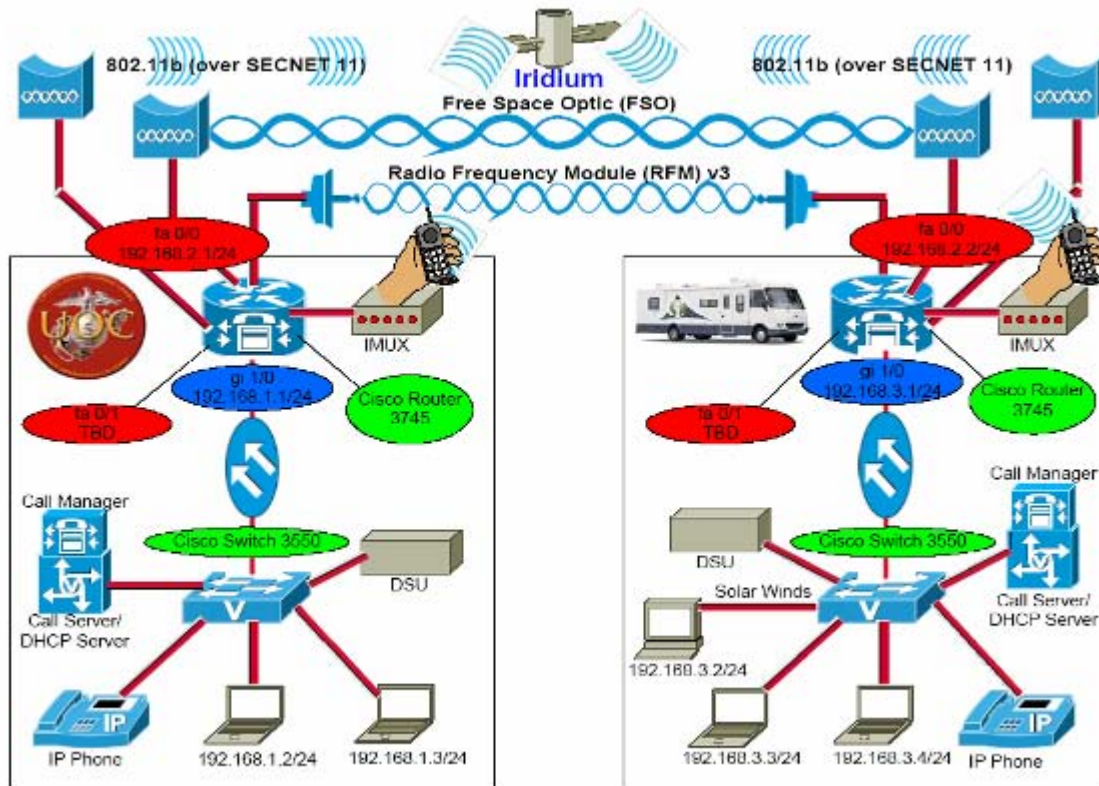 802.11b (over SECNET 11)
802.11b (over SECNET 11)
Iridium
Free Space Optic (FSO)
Radio Frequency Module (RFM) v3
fa 0/0
192.168.2.1/24
fa 0/0
192.168.2.2/24
UOC
IMUX
IMUX
gi 1/0
192.168.1.1/24
gi 1/0
192.168.3.1/24
fa 0/1
TBD
Cisco Router
3745
fa 0/1
TBD
Cisco Router
3745
Call Manager
Cisco Switch 3550
DSU
Call Server/
DHCP Server
V
IP
IP Phone
192.168.1.2/24
192.168.1.3/24
Call Manager
Cisco Switch 3550
DSU
Solar Winds
Call Server/
DHCP Server
V
192.168.3.2/24
192.168.3.3/24
192.168.3.4/24
IP
IP Phone